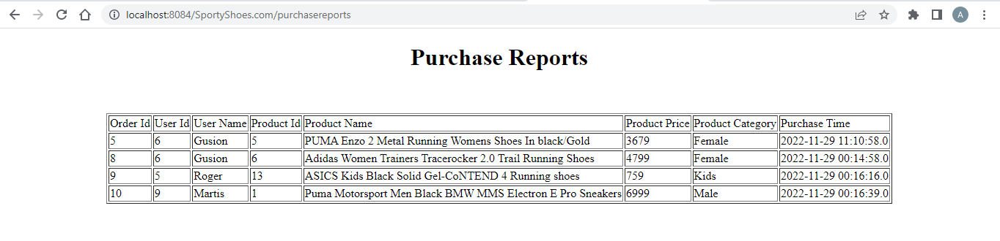 localhost:8084/SportyShoes.com/purchasereports
A
Purchase Reports
Order Id User Id User Name Product Id Product Name Product Price Product Category Purchase Time
5 6 Gusion 5 PUMA Enzo 2 Metal Running Womens Shoes In black/Gold 3679 Female 2022-11-29 11:10:58.0
8 6 Gusion 6 Adidas Women Trainers Tracerocker 2.0 Trail Running Shoes 4799 Female 2022-11-29 00:14:58.0
9 5 Roger 13 ASICS Kids Black Solid Gel-CoNTEND 4 Running shoes 759 Kids 2022-11-29 00:16:16.0
10 9 Martis 1 Puma Motorsport Men Black BMW MMS Electron E Pro Sneakers 6999 Male 2022-11-29 00:16:39.0